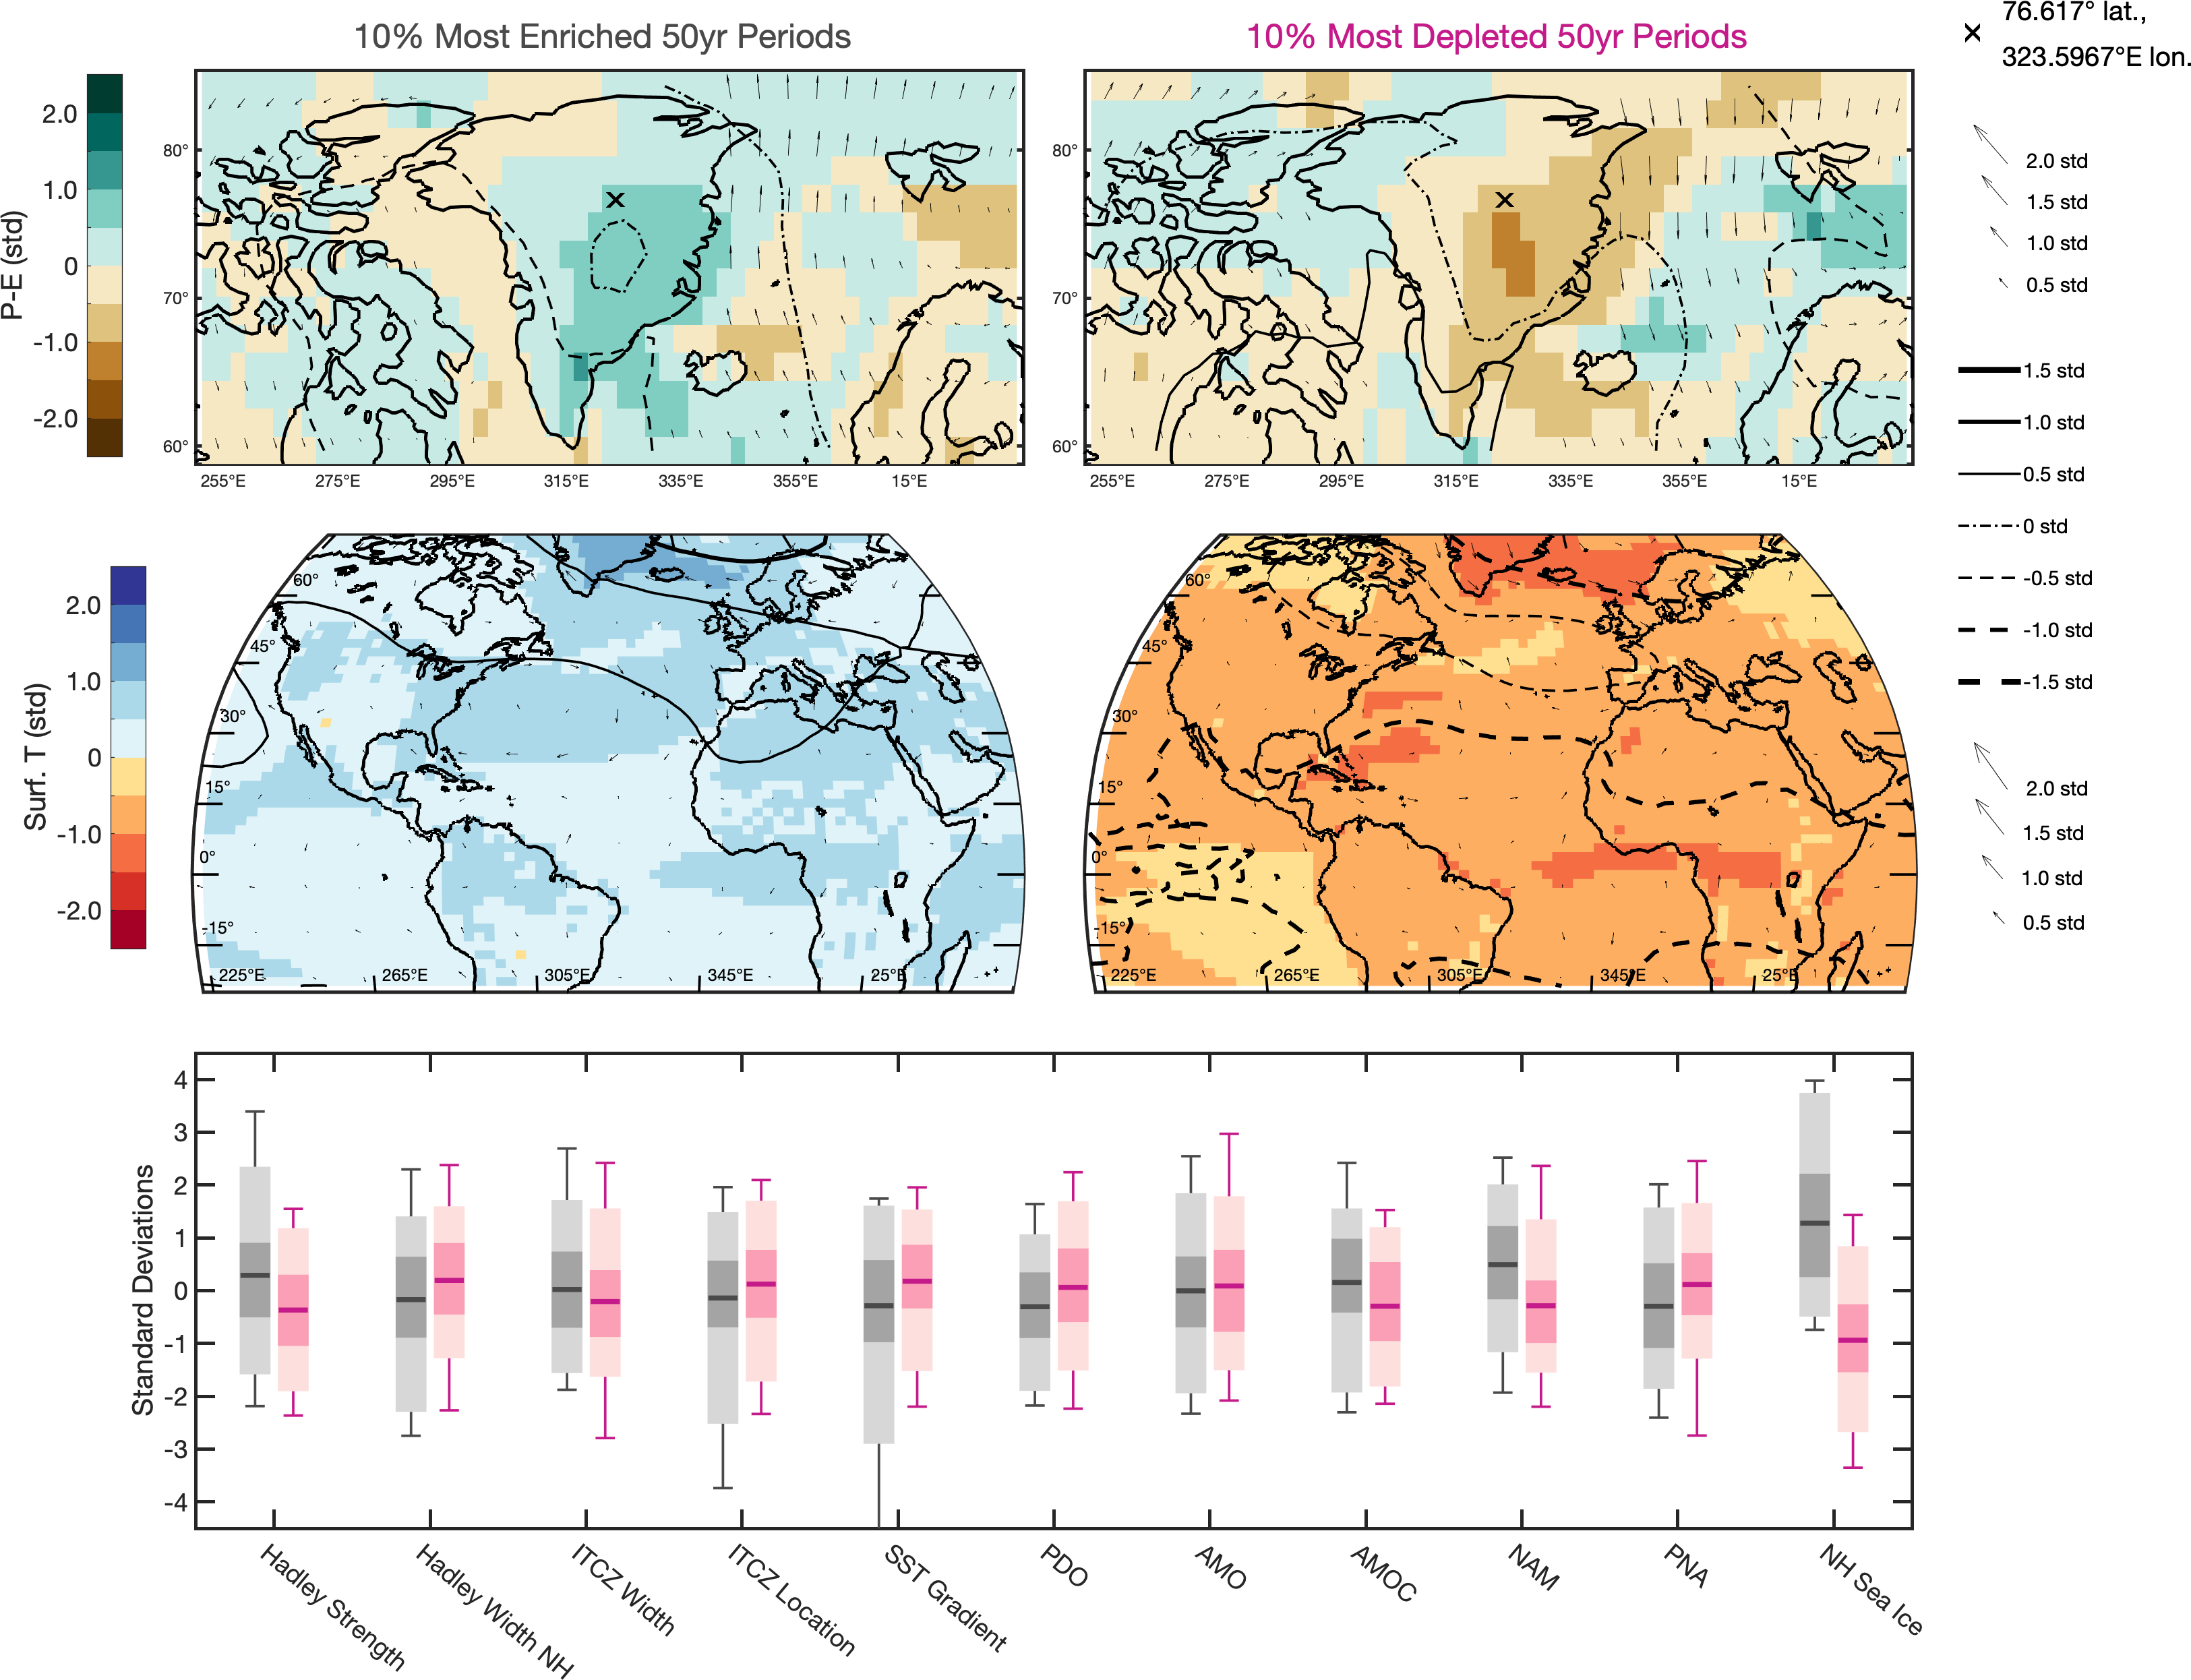 10% Most Enriched 50yr Periods
10% Most Depleted 50yr Periods
76.617° lat.,
323.5967°E lon.
P-E (std)
2.0
1.0
0
-1.0
-2.0
80°
70°
60°
255°E 275°E 295°E 315°E 335°E 355°E 15°E
80°
70°
60°
255°E 275°E 295°E 315°E 335°E 355°E 15°E
2.0 std
1.5 std
1.0 std
0.5 std
1.5 std
1.0 std
0.5 std
0 std
-0.5 std
-1.0 std
-1.5 std
Surf. T (std)
2.0
1.0
0
-1.0
-2.0
60°
45°
30°
15°
0°
-15°
225°E 265°E 305°E 345°E 25°E
60°
45°
30°
15°
0°
-15°
225°E 265°E 305°E 345°E 25°E
2.0 std
1.5 std
1.0 std
0.5 std
Standard Deviations
4
3
2
1
0
-1
-2
-3
-4
Hadley Strength
Hadley Width NH
ITCZ Width
ITCZ Location
SST Gradient
PDO
AMO
AMOC
NAM
PNA
NH Sea Ice